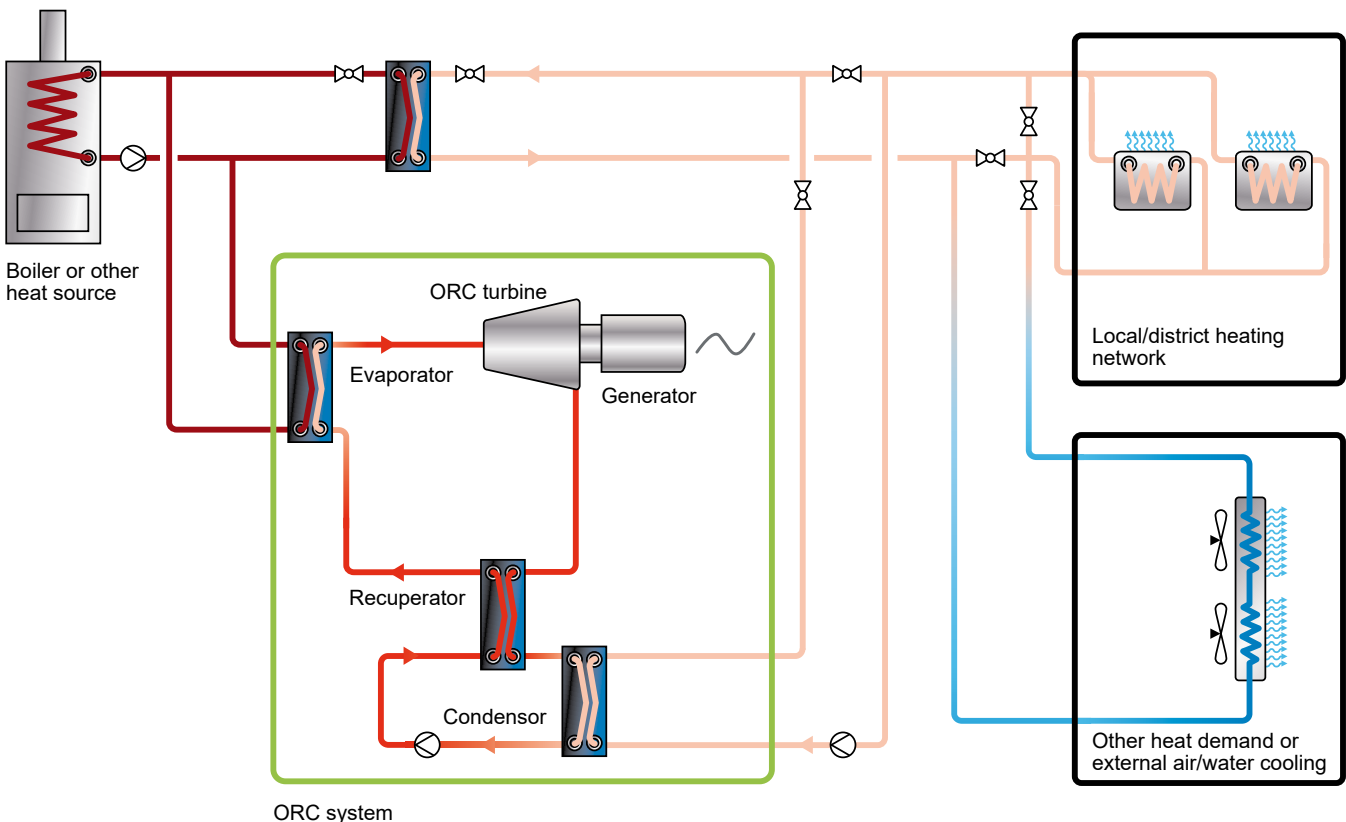 Boiler or other
heat source
ORC turbine
Evaporator
Generator
Local/district heating
network
Recuperator
Condensor
Other heat demand or
external air/water cooling
ORC system